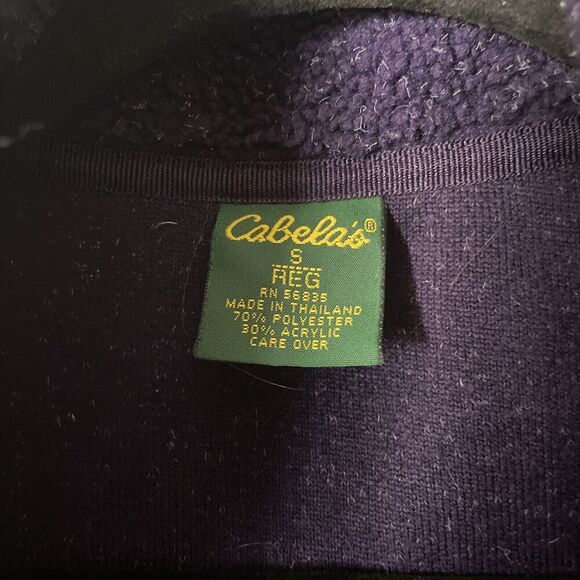 Cabela's®
S
REG
RN 56835
MADE IN THAILAND
70% POLYESTER
30% ACRYLIC
CARE OVER